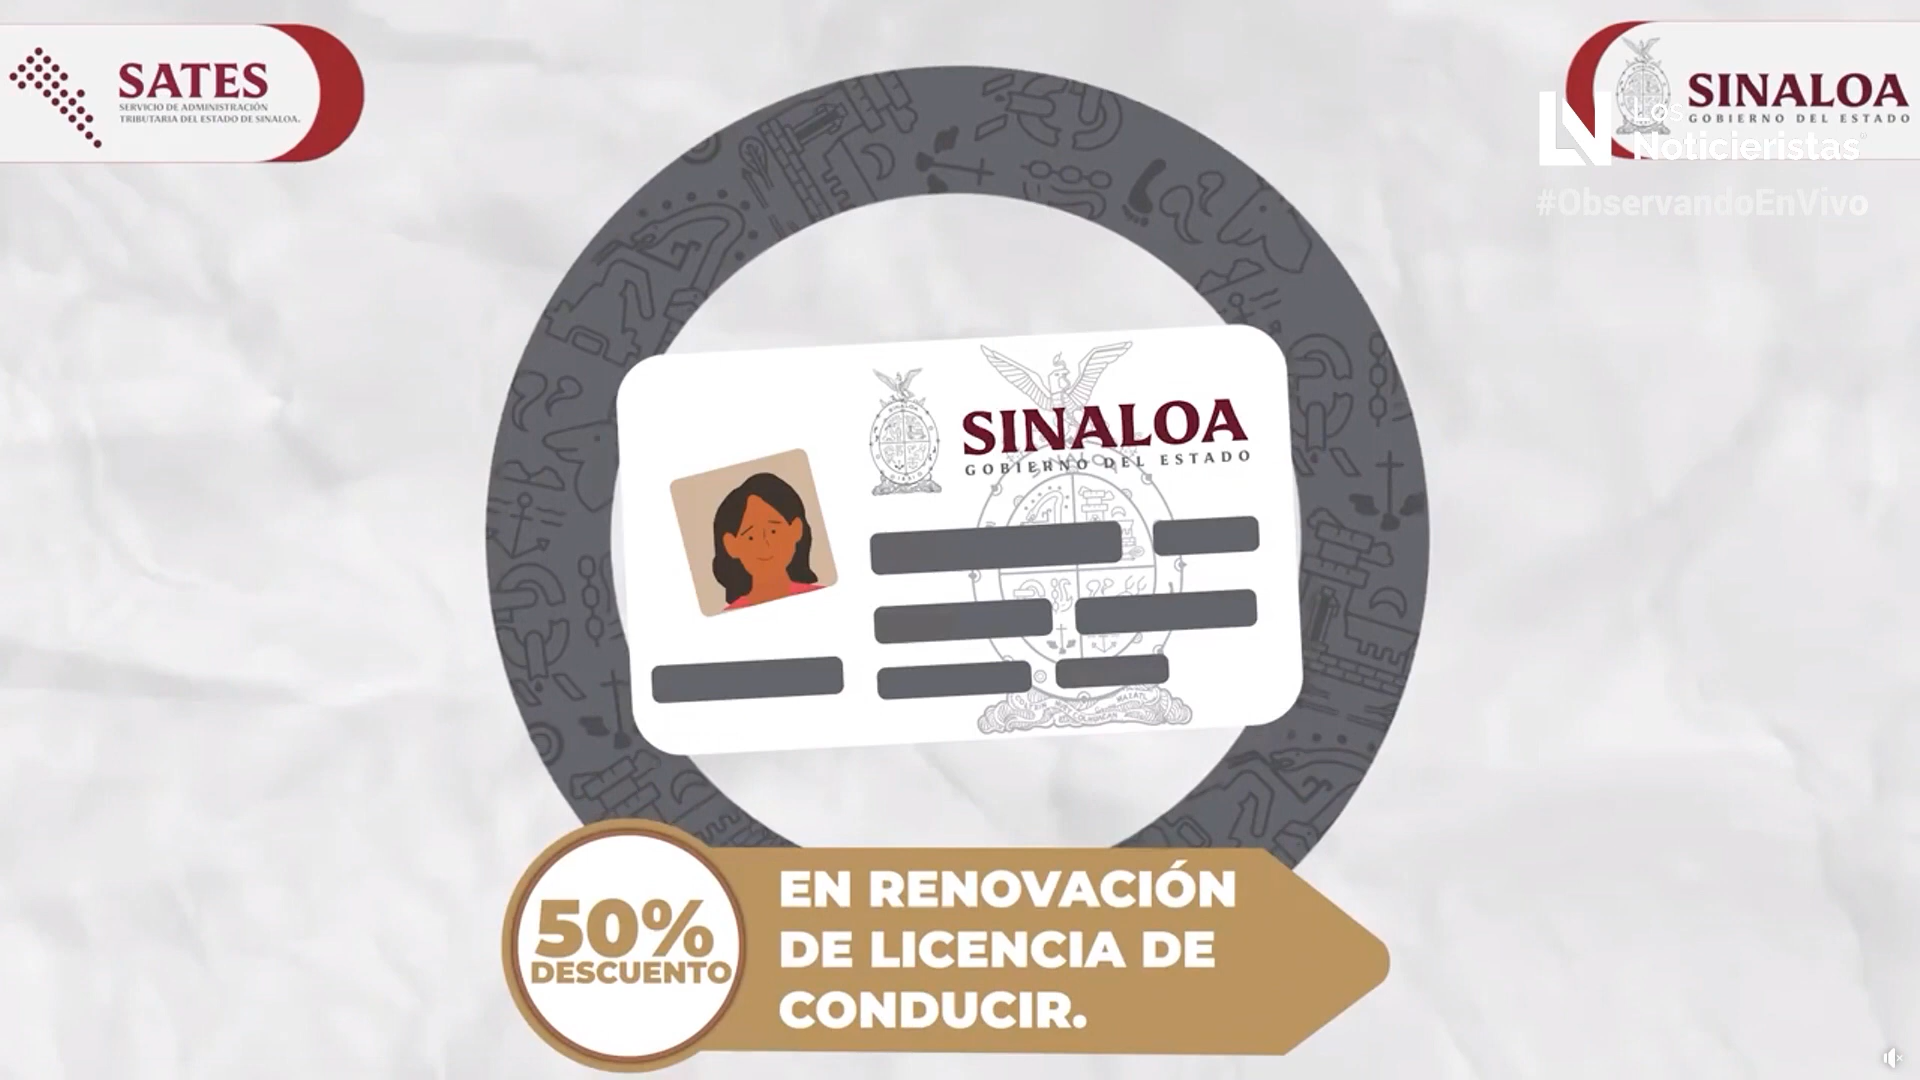 SATES
SERVICIO DE ADMINISTRACIÓN
TRIBUTARIA DEL ESTADO DE SINALOA.
SINALOA
GOBIERNO DEL ESTADO
Los
Noticieristas
#ObservandoEnVivo
SINALOA
GOBIERNO DEL ESTADO
50%
DESCUENTO
EN RENOVACIÓN
DE LICENCIA DE
CONDUCIR.